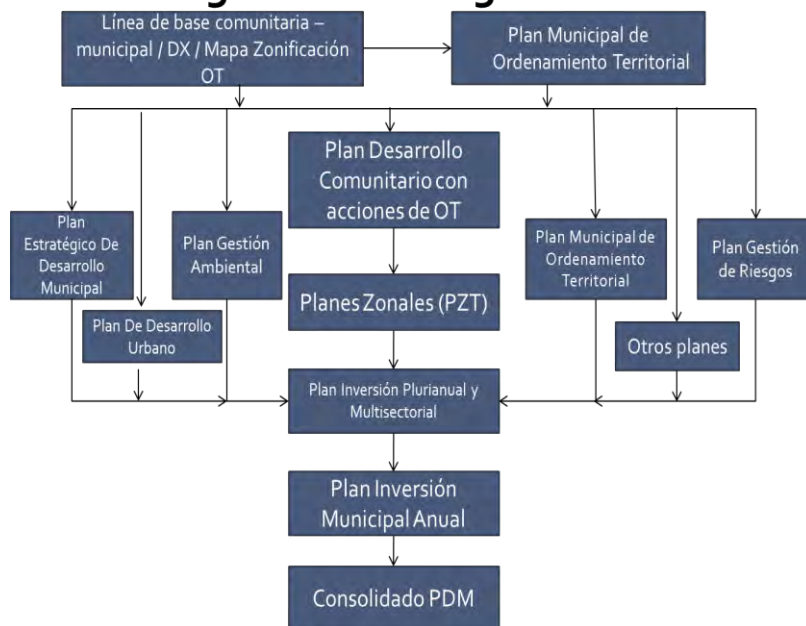 Línea de base comunitaria –
municipal / DX / Mapa Zonificación
OT
Plan Municipal de
Ordenamiento Territorial
Plan Desarrollo
Comunitario con
acciones de OT
Plan
Estratégico De
Desarrollo
Municipal
Plan Gestión
Ambiental
Plan Municipal de
Ordenamiento
Territorial
Plan Gestión
de Riesgos
Plan De Desarrollo
Urbano
Planes Zonales (PZT)
Otros planes
Plan Inversión Plurianual y
Multisectorial
Plan Inversión
Municipal Anual
Consolidado PDM